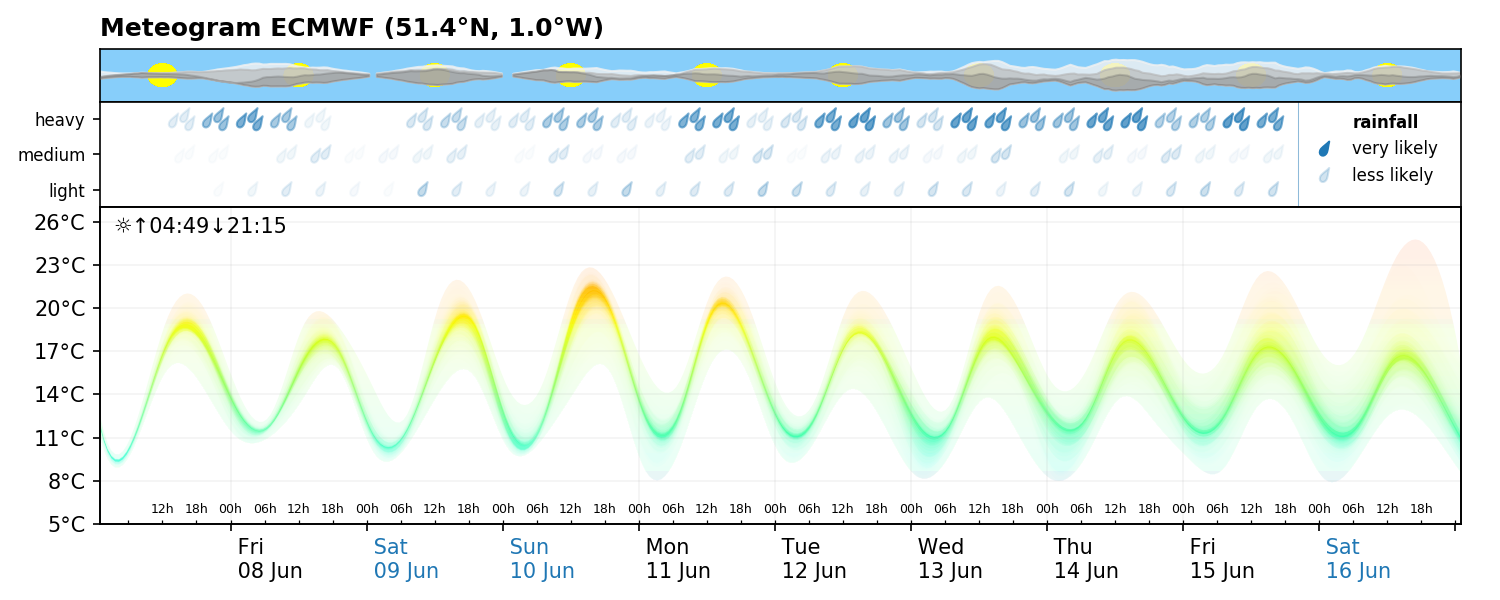 Meteogram ECMWF (51.4°N, 1.0°W)
heavy
medium
light
rainfall
very likely
less likely
☼↑04:49↓21:15
26°C
23°C
20°C
17°C
14°C
11°C
8°C
5°C
12h 18h 00h 06h 12h 18h 00h 06h 12h 18h 00h 06h 12h 18h 00h 06h 12h 18h 00h 06h 12h 18h 00h 06h 12h 18h 00h 06h 12h 18h 00h 06h 12h 18h 00h 06h 12h 18h
Fri Sat Sun Mon Tue Wed Thu Fri Sat
08 Jun 09 Jun 10 Jun 11 Jun 12 Jun 13 Jun 14 Jun 15 Jun 16 Jun